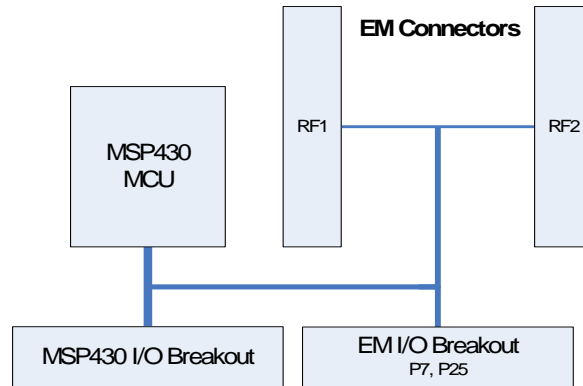 EM Connectors
MSP430
MCU
RF1
RF2
MSP430 I/O Breakout
EM I/O Breakout
P7, P25